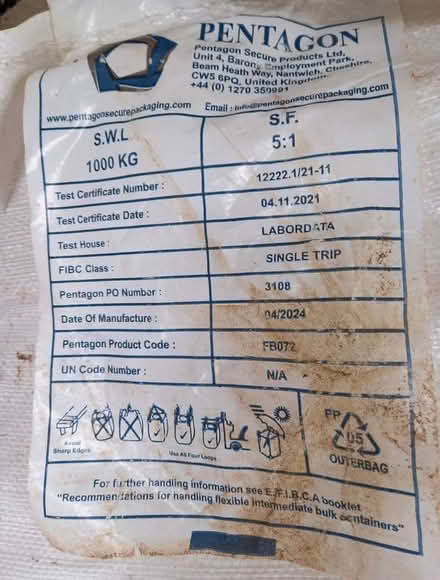 PENTAGON
Pentagon Secure Products Ltd,
Unit 4, Barony Employment Park,
Beam Heath Way, Nantwich, Cheshire,
CW5 6PQ, United Kingdom
+44 (0) 1270 359991
www.pentagonsecurepackaging.com
Email : info@pentagonsecurepackaging.com
S.W.L
1000 KG
S.F.
5:1
Test Certificate Number : 12222.1/21-11
Test Certificate Date : 04.11.2021
Test House : LABORDATA
FIBC Class : SINGLE TRIP
Pentagon PO Number : 3108
Date Of Manufacture : 04/2024
Pentagon Product Code : FB072
UN Code Number : N/A
Avoid
Sharp Edges
Use All Four Loops
PP
05
OUTERBAG
For further handling information see E.F.I.B.C.A booklet
"Recommendations for handling flexible intermediate bulk containers"